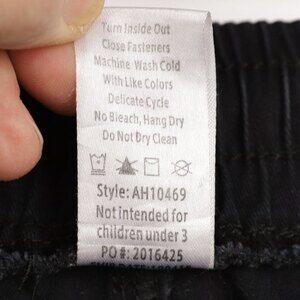 Turn Inside Out
Close Fasteners
Machine Wash Cold
With Like Colors
Delicate Cycle
No Bleach, Hang Dry
Do Not Dry Clean
Style: AH10469
Not intended for
children under 3
PO #: 2016425